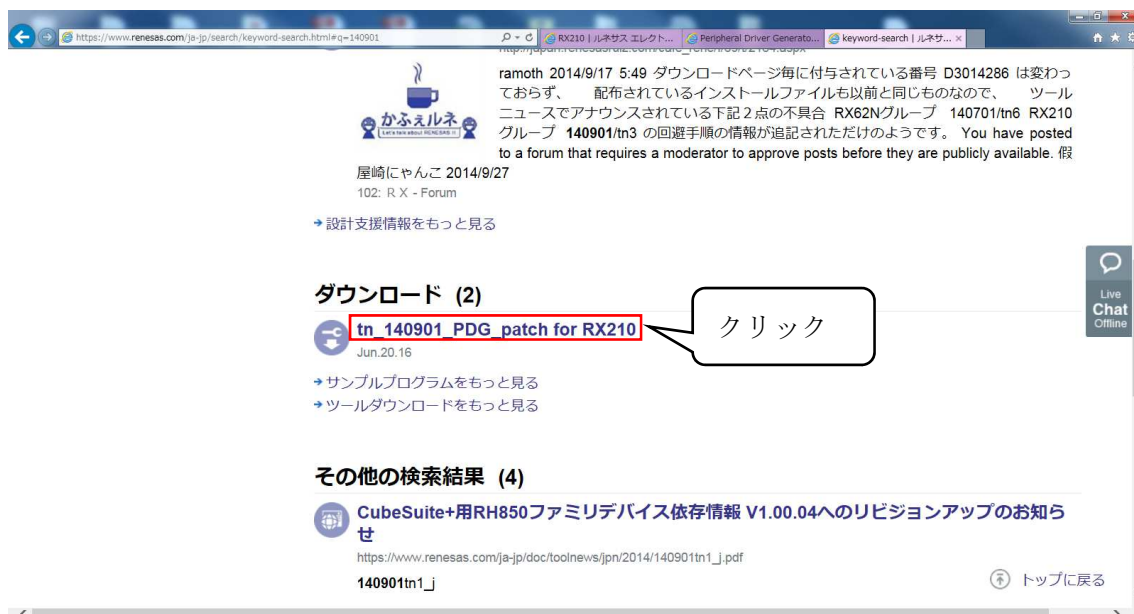 https://www.renesas.com/ja-jp/search/keyword-search.html#q=140901
RX210 | ルネサス エレクト...
Peripheral Driver Generato...
keyword-search | ルネサ... ×
かふぇルネ
Let's talk about RENESAS !!
ramoth 2014/9/17 5:49 ダウンロードページ毎に付与されている番号 D3014286 は変わっ
ておらず、 配布されているインストールファイルも以前と同じものなので、 ツール
ニュースでアナウンスされている下記２点の不具合 RX62Nグループ 140701/tn6 RX210
グループ 140901/tn3 の回避手順の情報が追記されただけのようです。 You have posted
to a forum that requires a moderator to approve posts before they are publicly available. 假
屋崎にゃんこ 2014/9/27
102: ＲＸ - Forum
設計支援情報をもっと見る
Live
Chat
Offline
ダウンロード (2)
tn_140901_PDG_patch for RX210
クリック
Jun.20.16
サンプルプログラムをもっと見る
ツールダウンロードをもっと見る
その他の検索結果 (4)
CubeSuite+用RH850ファミリデバイス依存情報 V1.00.04へのリビジョンアップのお知ら
せ
https://www.renesas.com/ja-jp/doc/toolnews/jpn/2014/140901tn1_j.pdf
140901tn1_j
トップに戻る